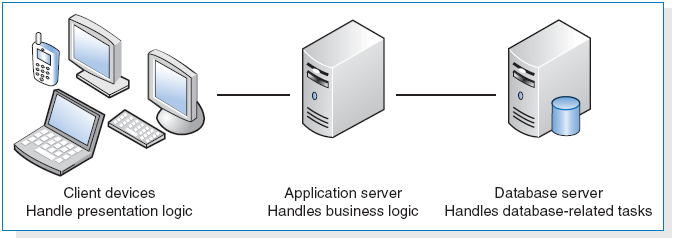 Client devices
Handle presentation logic
Application server
Handles business logic
Database server
Handles database-related tasks